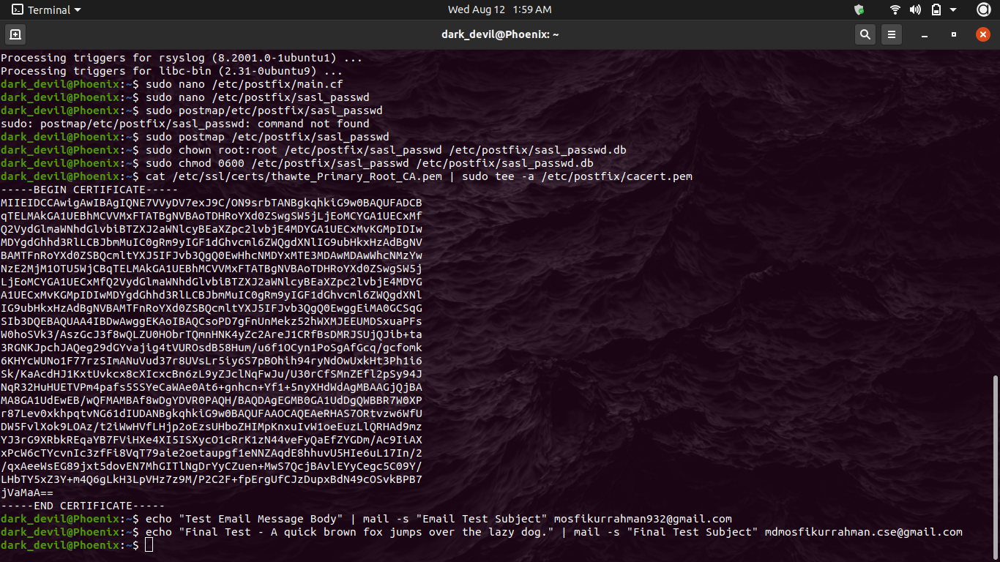 Terminal
Wed Aug 12 1:59 AM
dark_devil@Phoenix: ~
Processing triggers for rsyslog (8.2001.0-1ubuntu1) ...
Processing triggers for libc-bin (2.31-0ubuntu9) ...
dark_devil@Phoenix:~$ sudo nano /etc/postfix/main.cf
dark_devil@Phoenix:~$ sudo nano /etc/postfix/sasl_passwd
dark_devil@Phoenix:~$ sudo postmap/etc/postfix/sasl_passwd
sudo: postmap/etc/postfix/sasl_passwd: command not found
dark_devil@Phoenix:~$ sudo postmap /etc/postfix/sasl_passwd
dark_devil@Phoenix:~$ sudo chown root:root /etc/postfix/sasl_passwd /etc/postfix/sasl_passwd.db
dark_devil@Phoenix:~$ sudo chmod 0600 /etc/postfix/sasl_passwd /etc/postfix/sasl_passwd.db
dark_devil@Phoenix:~$ cat /etc/ssl/certs/thawte_Primary_Root_CA.pem | sudo tee -a /etc/postfix/cacert.pem
-----BEGIN CERTIFICATE-----
MIIEIDCCAwigAwIBAgIQNE7VVyDV7exJ9C/ON9srbTANBgkqhkiG9w0BAQUFADCB
qTELMAkGA1UEBhMCVVMxFTATBgNVBAoTDHRoYXd0ZSwgSW5jLjEoMCYGA1UECxMf
Q2VydGlmaWNhdGlvbiBTZXJ2aWNlcyBEaXZpc2lvbjE4MDYGA1UECxMvKGMpIDIw
MDYgdGhhd3RlLCBJbmMuIC0gRm9yIGF1dGhvcml6ZWQgdXNlIG9ubHkxHzAdBgNV
BAMTFnRoYXd0ZSBQcmltYXJ5IFJvb3QgQ0EwHhcNMDYxMTE3MDAwMDAwWhcNMzYw
NzE2MjM1OTU5WjCBqTELMAkGA1UEBhMCVVMxFTATBgNVBAoTDHRoYXd0ZSwgSW5j
LjEoMCYGA1UECxMfQ2VydGlmaWNhdGlvbiBTZXJ2aWNlcyBEaXZpc2lvbjE4MDYG
A1UECxMvKGMpIDIwMDYgdGhhd3RlLCBJbmMuIC0gRm9yIGF1dGhvcml6ZWQgdXNl
IG9ubHkxHzAdBgNVBAMTFnRoYXd0ZSBQcmltYXJ5IFJvb3QgQ0EwggEiMA0GCSqG
SIb3DQEBAQUAA4IBDwAwggEKAoIBAQCsoPD7gFnUnMekz52hWXMJEEUMDSxuaPFs
W0hoSVk3/AszGcJ3f8wQLZU0HObrTQmnHNK4yZc2AreJ1CRfBsDMRJSUjQJib+ta
3RGNKJpchJAQeg29dGYvajig4tVUROsdB58Hum/u6f1OCyn1PoSgAfGcq/gcfomk
6KHYcWUNo1F77rzSImANuVud37r8UVsLr5iy6S7pBOhih94ryNdOwUxkHt3Ph1i6
Sk/KaAcdHJ1KxtUvkcx8cXIcxcBn6zL9yZJclNqFwJu/U30rCfSMnZEfl2pSy94J
NqR32HuHUETVPm4pafs5SSYeCaWAe0At6+gnhcn+Yf1+5nyXHdWdAgMBAAGjQjBA
MA8GA1UdEwEB/wQFMAMBAf8wDgYDVR0PAQH/BAQDAgEGMB0GA1UdDgQWBBR7W0XP
r87Lev0xkhpqtvNG61dIUDANBgkqhkiG9w0BAQUFAAOCAQEAeRHAS7ORtvzw6WfU
DW5FvlXok9LOAz/t2iWwHVfLHjp2oEzsUHboZHIMpKnxuIvW1oeEuzLlQRHAd9mz
YJ3rG9XRbkREqaYB7FViHXe4XI5ISXycO1cRrK1zN44veFyQaEfZYGDm/Ac9IiAX
xPcW6cTYcvnIc3zfFi8VqT79aie2oetaupgf1eNNZAqdE8hhuvU5HIe6uL17In/2
/qxAeeWsEG89jxt5dovEN7MhGITlNgDrYyCZuen+MwS7QcjBAvlEYyCegc5C09Y/
LHbTY5xZ3Y+m4Q6gLkH3LpVHz7z9M/P2C2F+fpErgUfCJzDupxBdN49cOSvkBPB7
jVaMaA==
-----END CERTIFICATE-----
dark_devil@Phoenix:~$ echo "Test Email Message Body" | mail -s "Email Test Subject" mosfikurrahman932@gmail.com
dark_devil@Phoenix:~$ echo "Final Test - A quick brown fox jumps over the lazy dog." | mail -s "Final Test Subject" mdmosfikurrahman.cse@gmail.com
dark_devil@Phoenix:~$